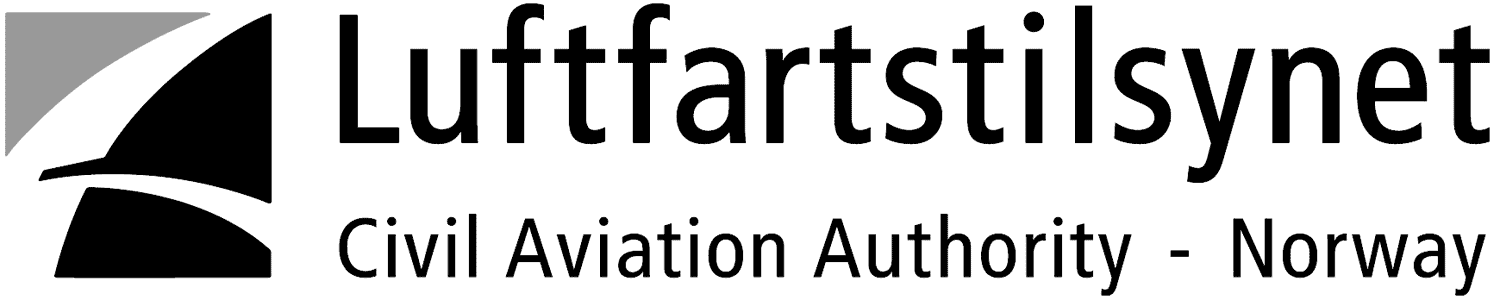 Luftfartstilsynet
Civil Aviation Authority - Norway